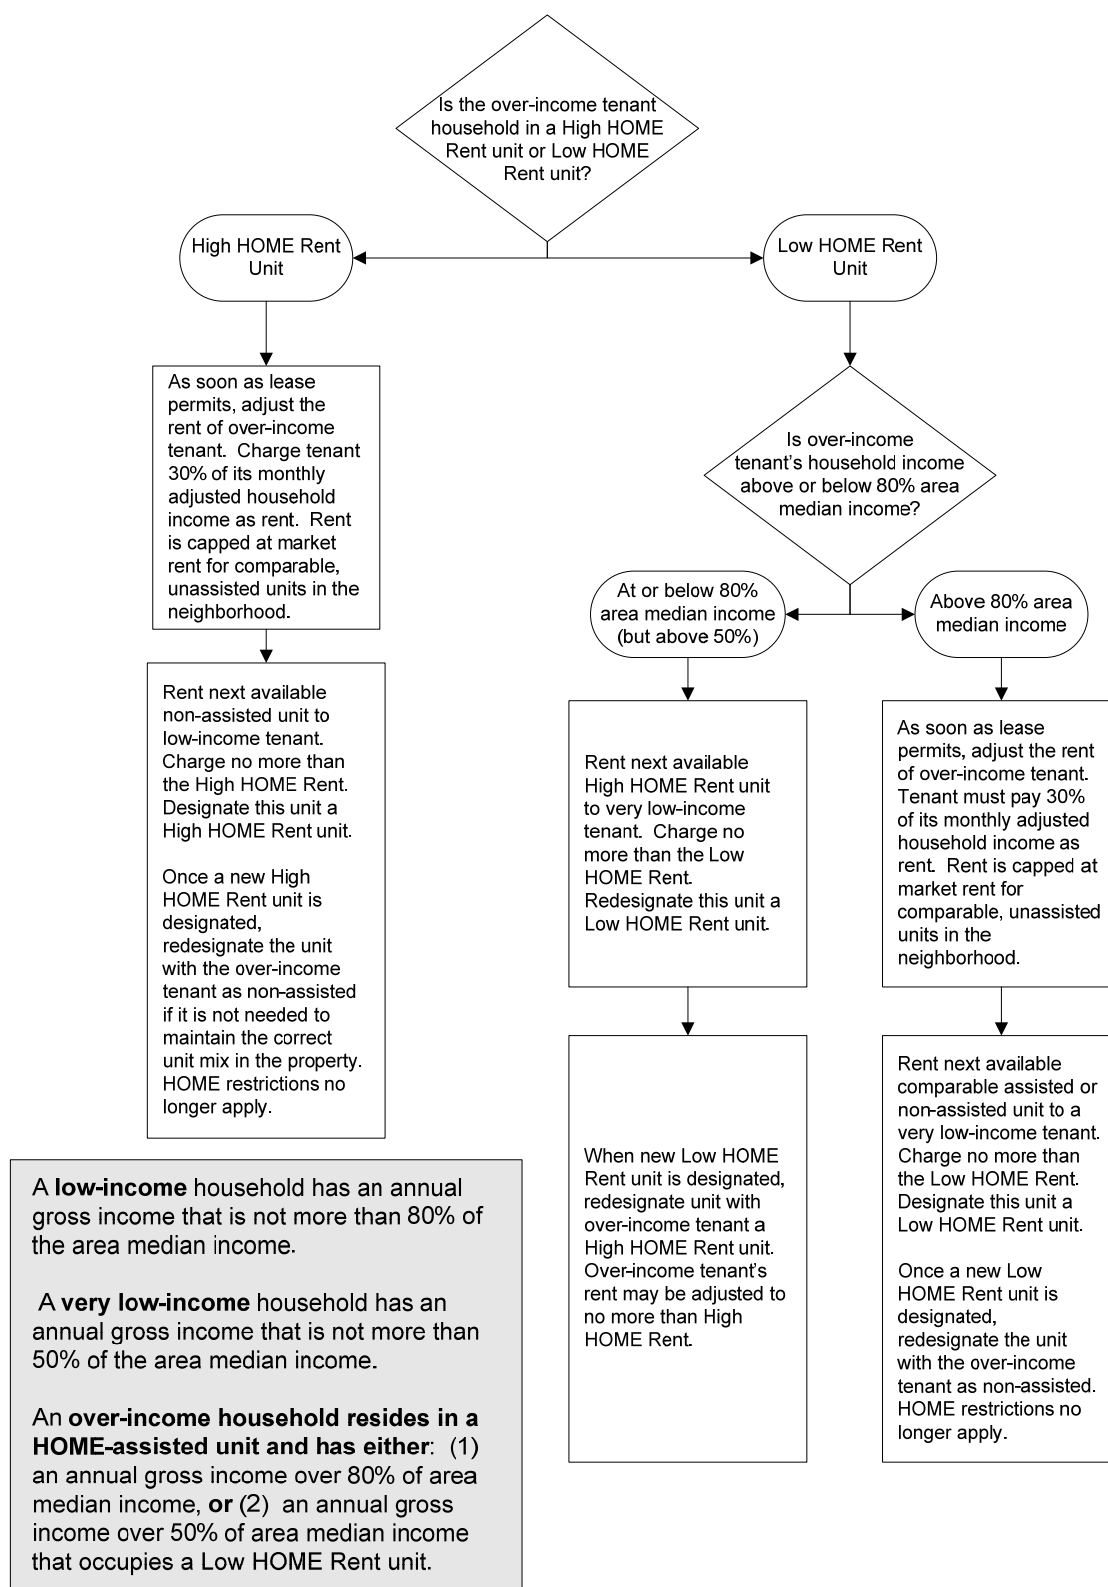 Is the over-income tenant
household in a High HOME
Rent unit or Low HOME
Rent unit?
High HOME Rent
Unit
Low HOME Rent
Unit
As soon as lease
permits, adjust the
rent of over-income
tenant. Charge tenant
30% of its monthly
adjusted household
income as rent. Rent
is capped at market
rent for comparable,
unassisted units in the
neighborhood.
Rent next available
non-assisted unit to
low-income tenant.
Charge no more than
the High HOME Rent.
Designate this unit a
High HOME Rent unit.
Once a new High
HOME Rent unit is
designated,
redesignate the unit
with the over-income
tenant as non-assisted
if it is not needed to
maintain the correct
unit mix in the property.
HOME restrictions no
longer apply.
Is over-income
tenant's household income
above or below 80% area
median income?
At or below 80%
area median income
(but above 50%)
Above 80% area
median income
Rent next available
High HOME Rent unit
to very low-income
tenant. Charge no
more than the Low
HOME Rent.
Redesignate this unit a
Low HOME Rent unit.
When new Low HOME
Rent unit is designated,
redesignate unit with
over-income tenant a
High HOME Rent unit.
Over-income tenant's
rent may be adjusted to
no more than High
HOME Rent.
As soon as lease
permits, adjust the rent
of over-income tenant.
Tenant must pay 30%
of its monthly adjusted
household income as
rent. Rent is capped at
market rent for
comparable, unassisted
units in the
neighborhood.
Rent next available
comparable assisted or
non-assisted unit to a
very low-income tenant.
Charge no more than
the Low HOME Rent.
Designate this unit a
Low HOME Rent unit.
Once a new Low
HOME Rent unit is
designated,
redesignate the unit
with the over-income
tenant as non-assisted.
HOME restrictions no
longer apply.
A low-income household has an annual
gross income that is not more than 80% of
the area median income.
A very low-income household has an
annual gross income that is not more than
50% of the area median income.
An over-income household resides in a
HOME-assisted unit and has either: (1)
an annual gross income over 80% of area
median income, or (2) an annual gross
income over 50% of area median income
that occupies a Low HOME Rent unit.